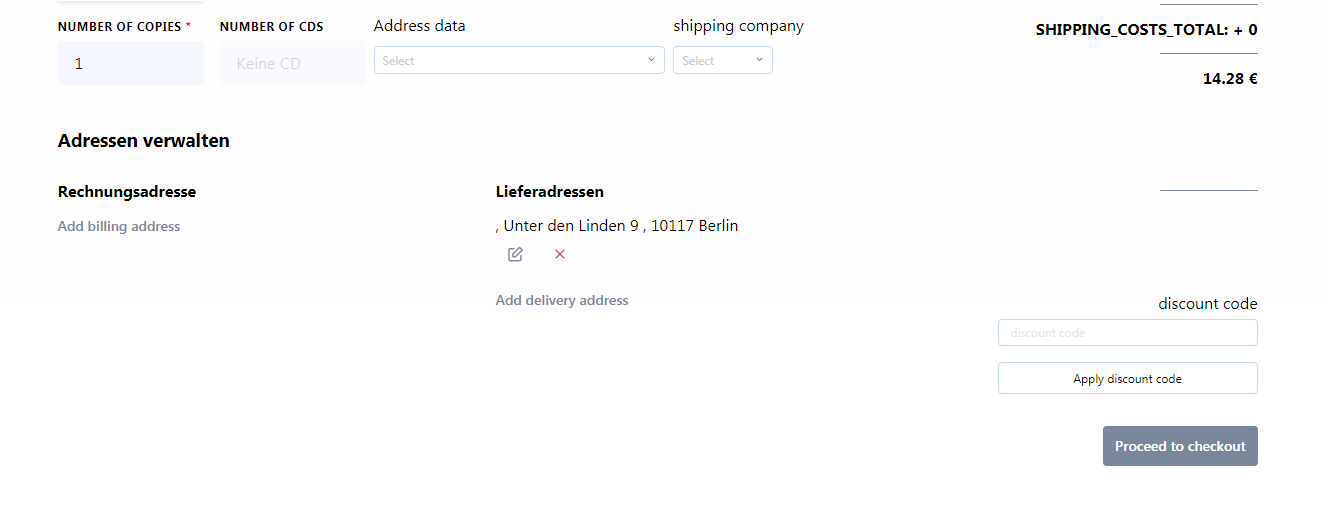 NUMBER OF COPIES * NUMBER OF CDS Address data shipping company
1 Keine CD Select Select
SHIPPING_COSTS_TOTAL: + 0
14.28 €
Adressen verwalten
Rechnungsadresse
Add billing address
Lieferadressen
, Unter den Linden 9 , 10117 Berlin
Add delivery address
discount code
discount code
Apply discount code
Proceed to checkout